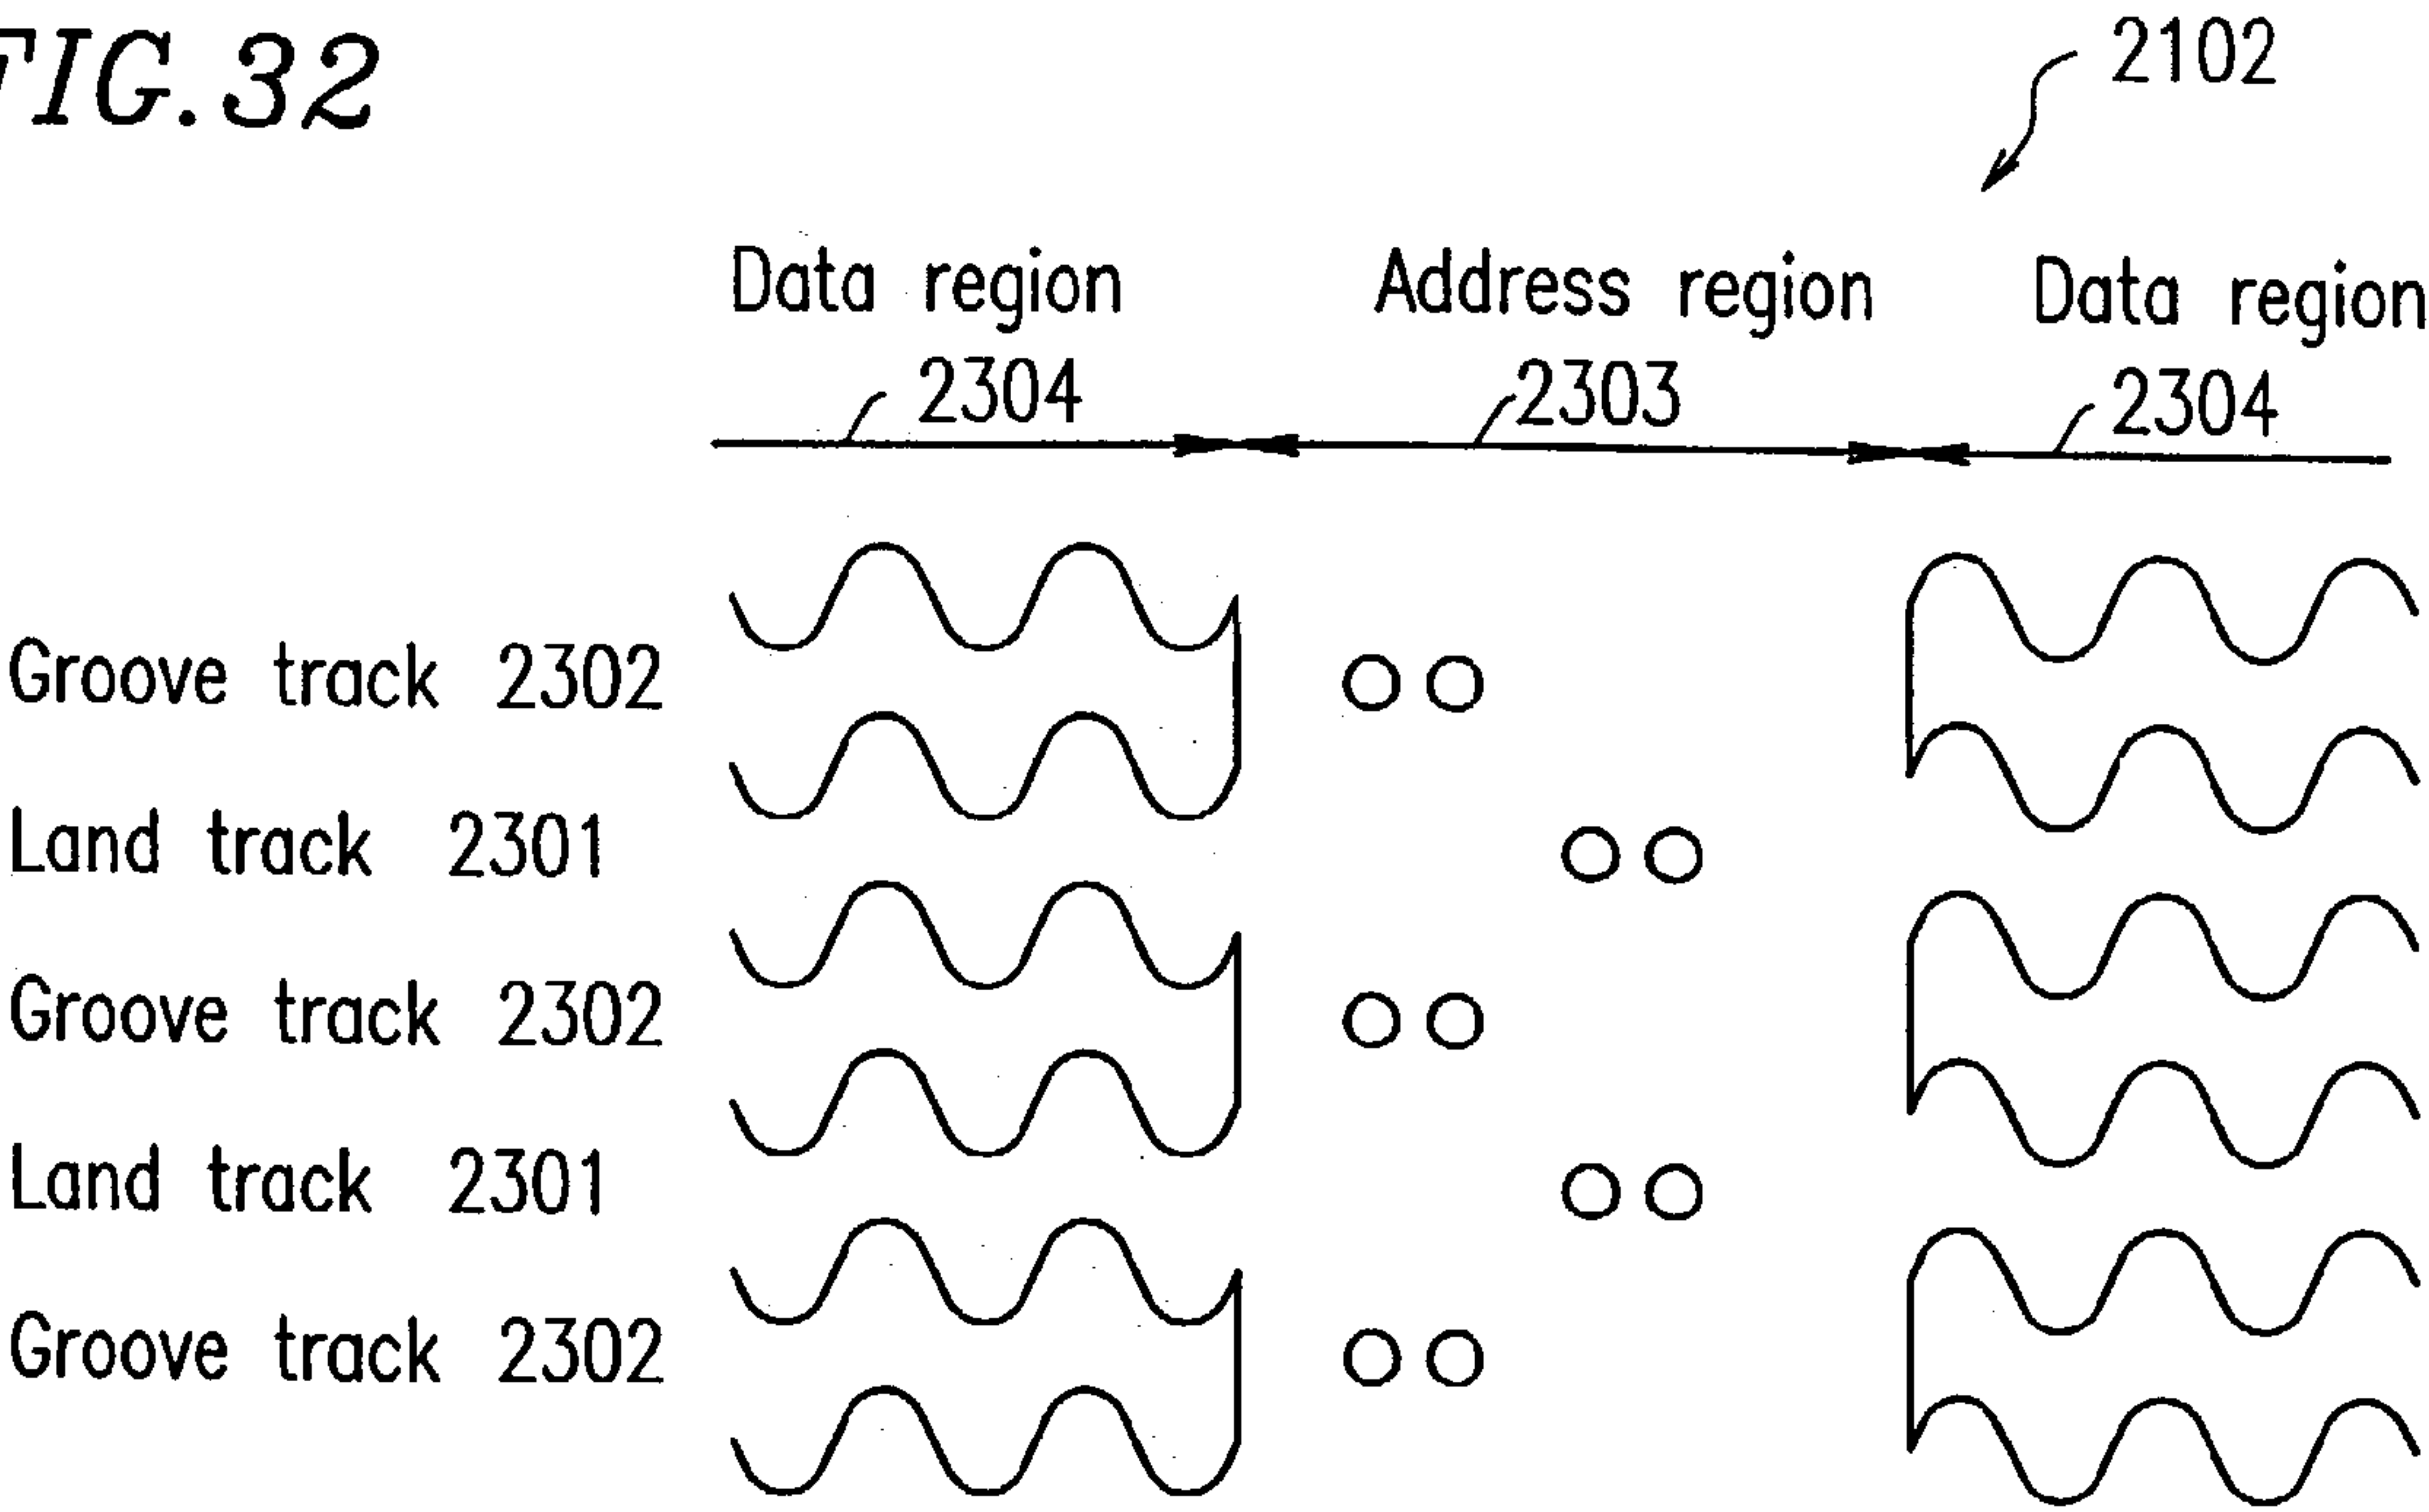 FIG.32
2102
Data region Address region Data region
2304 2303 2304
Groove track 2302
Land track 2301
Groove track 2302
Land track 2301
Groove track 2302